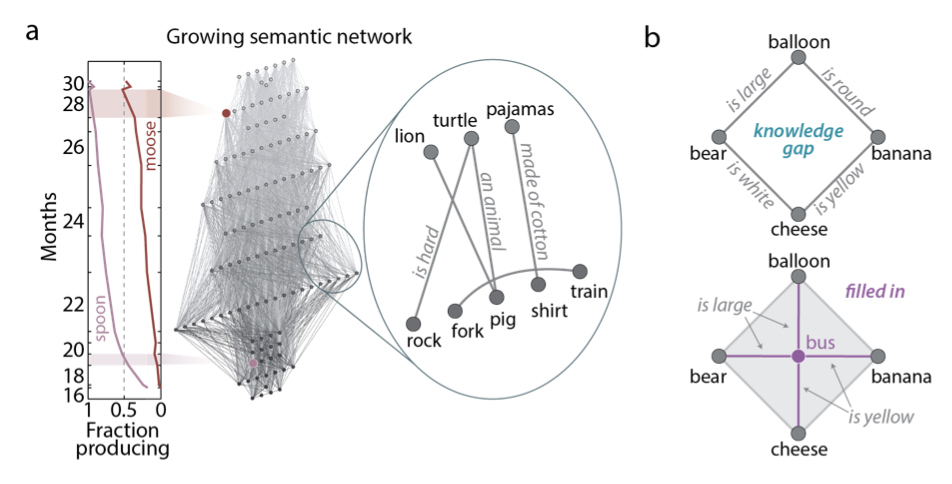 a
Growing semantic network
30
28
26
24
22
20
18
16
Months
spoon
moose
1 0.5 0
Fraction
producing
lion
turtle
pajamas
is hard
an animal
made of cotton
rock
fork
pig
shirt
train
b
balloon
is large
is round
knowledge
gap
bear
banana
is white
is yellow
cheese
balloon
filled in
is large
bus
bear
banana
is yellow
cheese